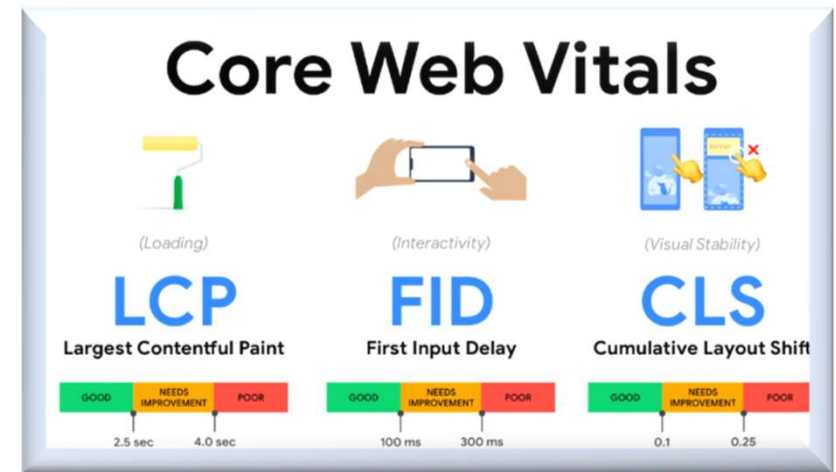 Core Web Vitals
(Loading)
LCP
Largest Contentful Paint
GOOD
NEEDS
IMPROVEMENT
POOR
2.5 sec
4.0 sec
(Interactivity)
FID
First Input Delay
GOOD
NEEDS
IMPROVEMENT
POOR
100 ms
300 ms
(Visual Stability)
CLS
Cumulative Layout Shift
GOOD
NEEDS
IMPROVEMENT
POOR
0.1
0.25